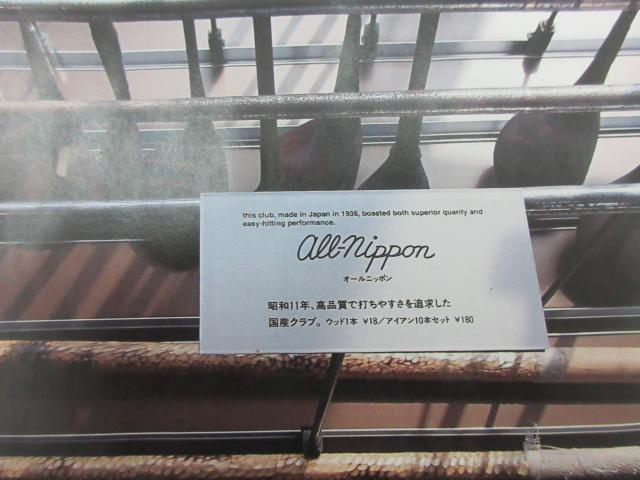 this club, made in Japan in 1936, boasted both superior quarity and
easy-hitting performance.
all-nippon
オールニッポン
昭和11年、高品質で打ちやすさを追求した
国産クラブ。ウッド1本 ¥18/アイアン10本セット ¥180